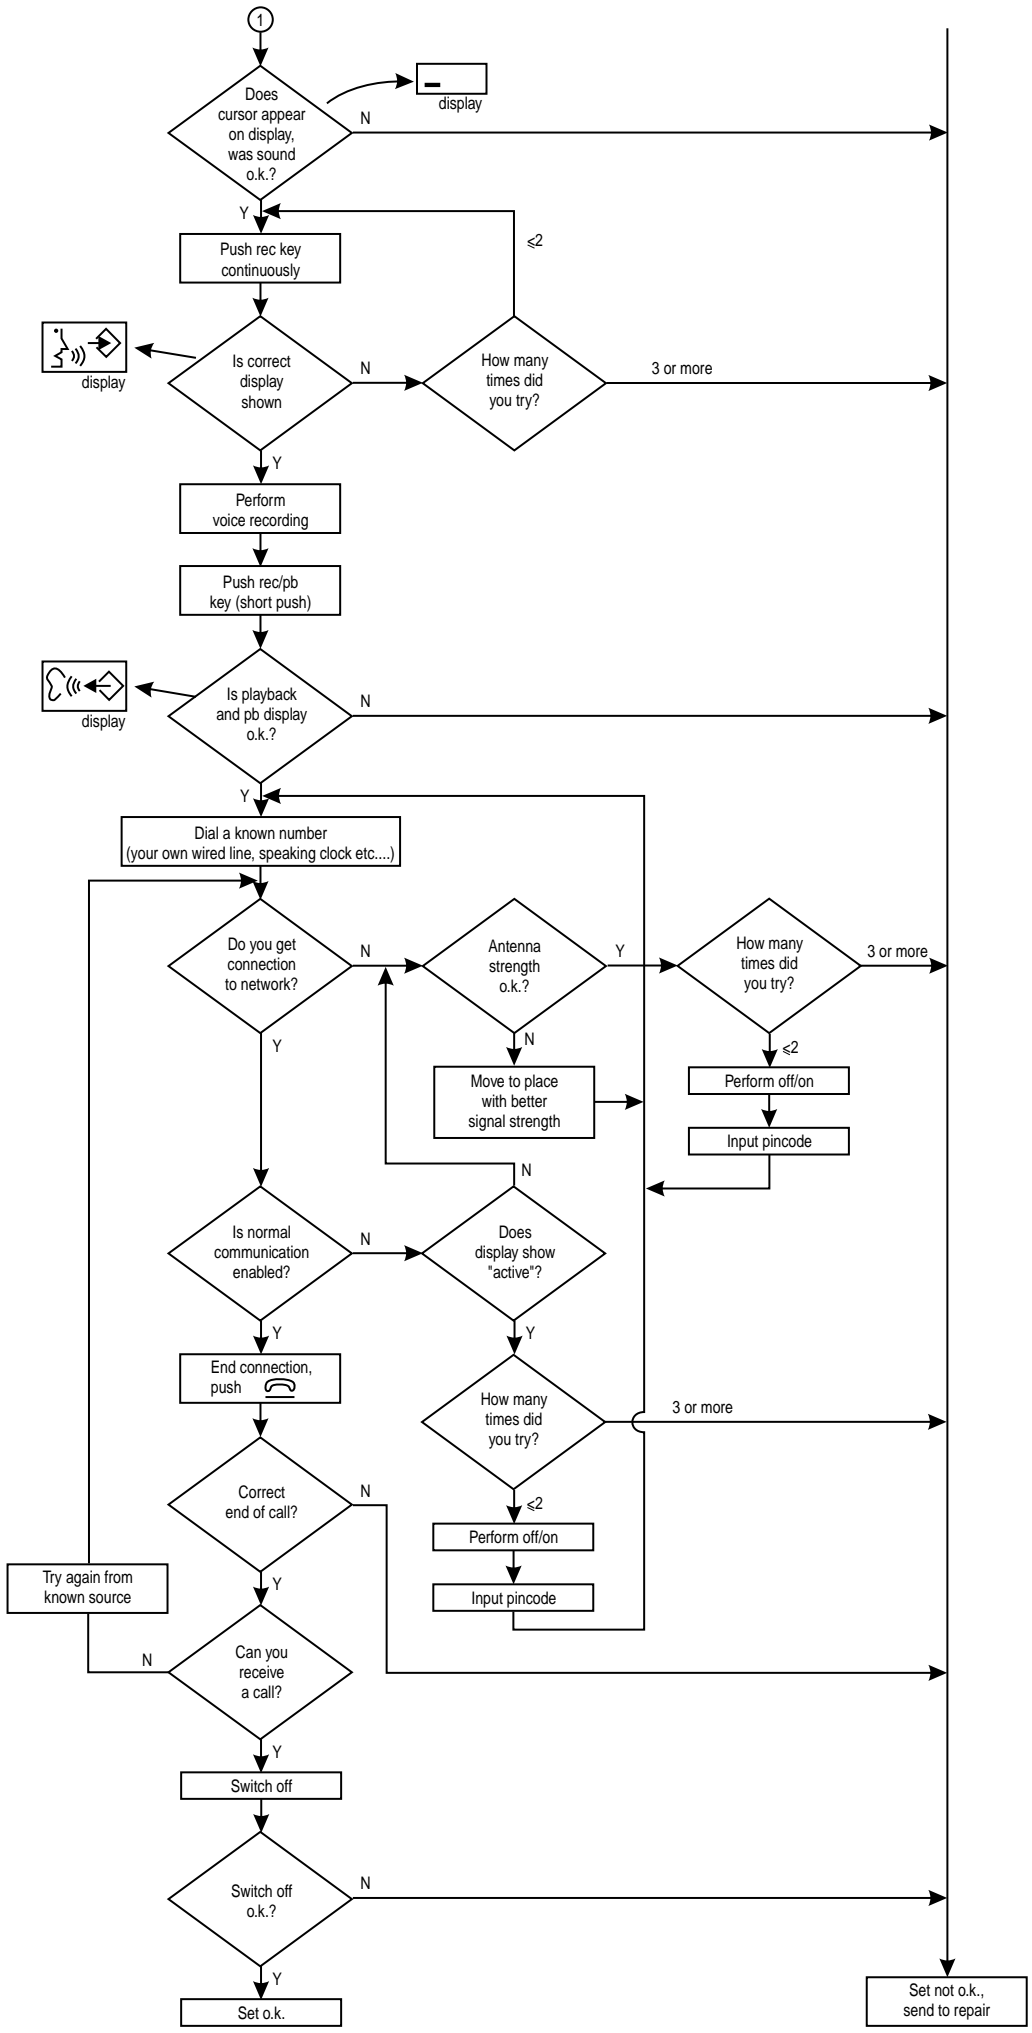 1
Does
cursor appear
on display,
was sound
o.k.?
display
N
Y
≤2
Push rec key
continuously
display
Is correct
display
shown
N
How many
times did
you try?
3 or more
Y
Perform
voice recording
Push rec/pb
key (short push)
display
Is playback
and pb display
o.k.?
N
Y
Dial a known number
(your own wired line, speaking clock etc....)
Do you get
connection
to network?
N
Antenna
strength
o.k.?
Y
How many
times did
you try?
3 or more
Y
N
≤2
Move to place
with better
signal strength
Perform off/on
Input pincode
N
Is normal
communication
enabled?
N
Does
display show
"active"?
Y
Y
End connection,
push
How many
times did
you try?
3 or more
Correct
end of call?
N
≤2
Perform off/on
Try again from
known source
Y
Input pincode
N
Can you
receive
a call?
Y
Switch off
Switch off
o.k.?
N
Y
Set o.k.
Set not o.k.,
send to repair